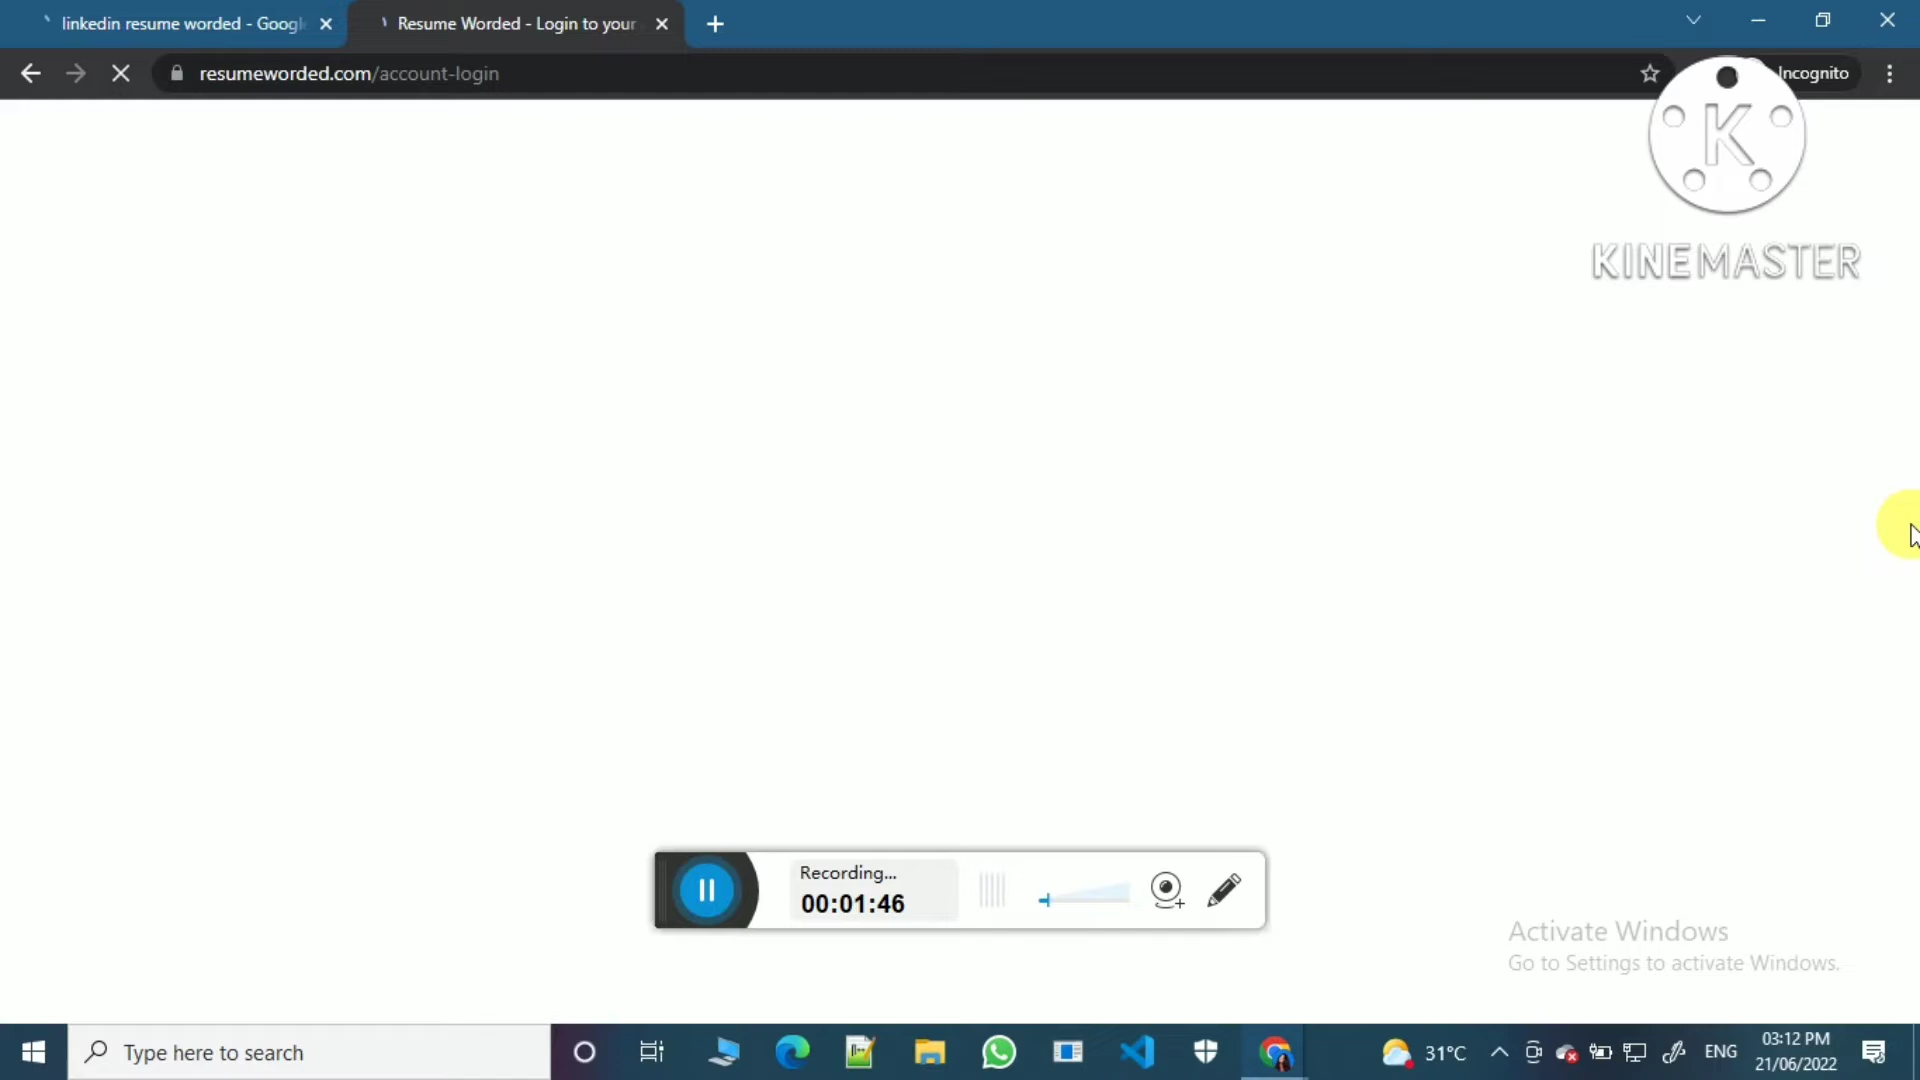 linkedin resume worded - Googl
Resume Worded - Login to your
resumeworded.com/account-login
Incognito
K
KINEMASTER
Recording...
00:01:46
Activate Windows
Go to Settings to activate Windows.
Type here to search
31°C
ENG
03:12 PM
21/06/2022